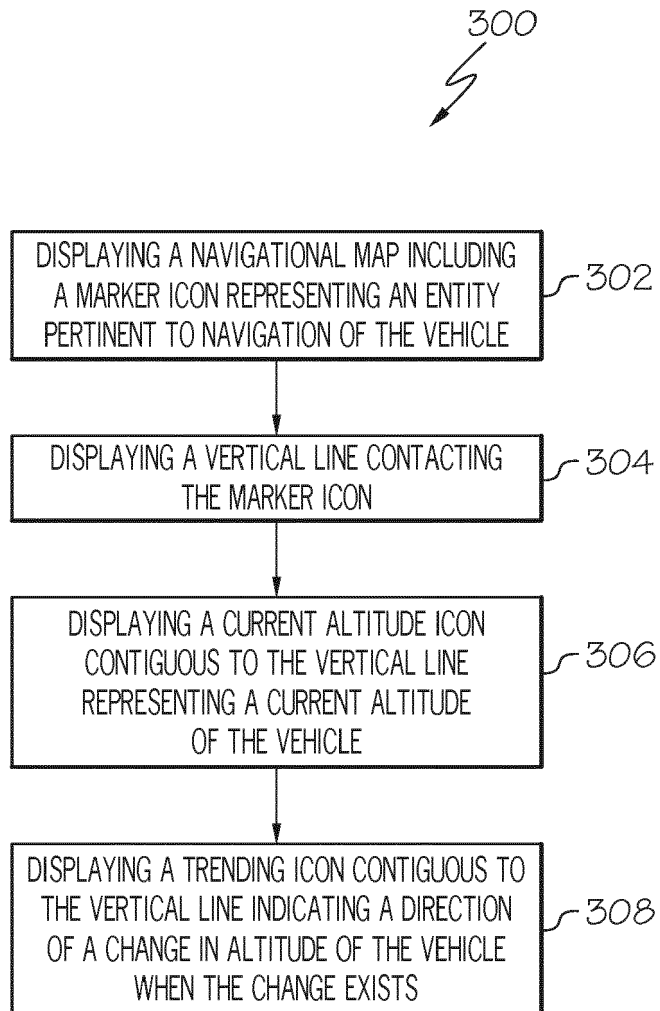 300
DISPLAYING A NAVIGATIONAL MAP INCLUDING
A MARKER ICON REPRESENTING AN ENTITY
PERTINENT TO NAVIGATION OF THE VEHICLE
302
DISPLAYING A VERTICAL LINE CONTACTING
THE MARKER ICON
304
DISPLAYING A CURRENT ALTITUDE ICON
CONTIGUOUS TO THE VERTICAL LINE
REPRESENTING A CURRENT ALTITUDE
OF THE VEHICLE
306
DISPLAYING A TRENDING ICON CONTIGUOUS TO
THE VERTICAL LINE INDICATING A DIRECTION
OF A CHANGE IN ALTITUDE OF THE VEHICLE
WHEN THE CHANGE EXISTS
308